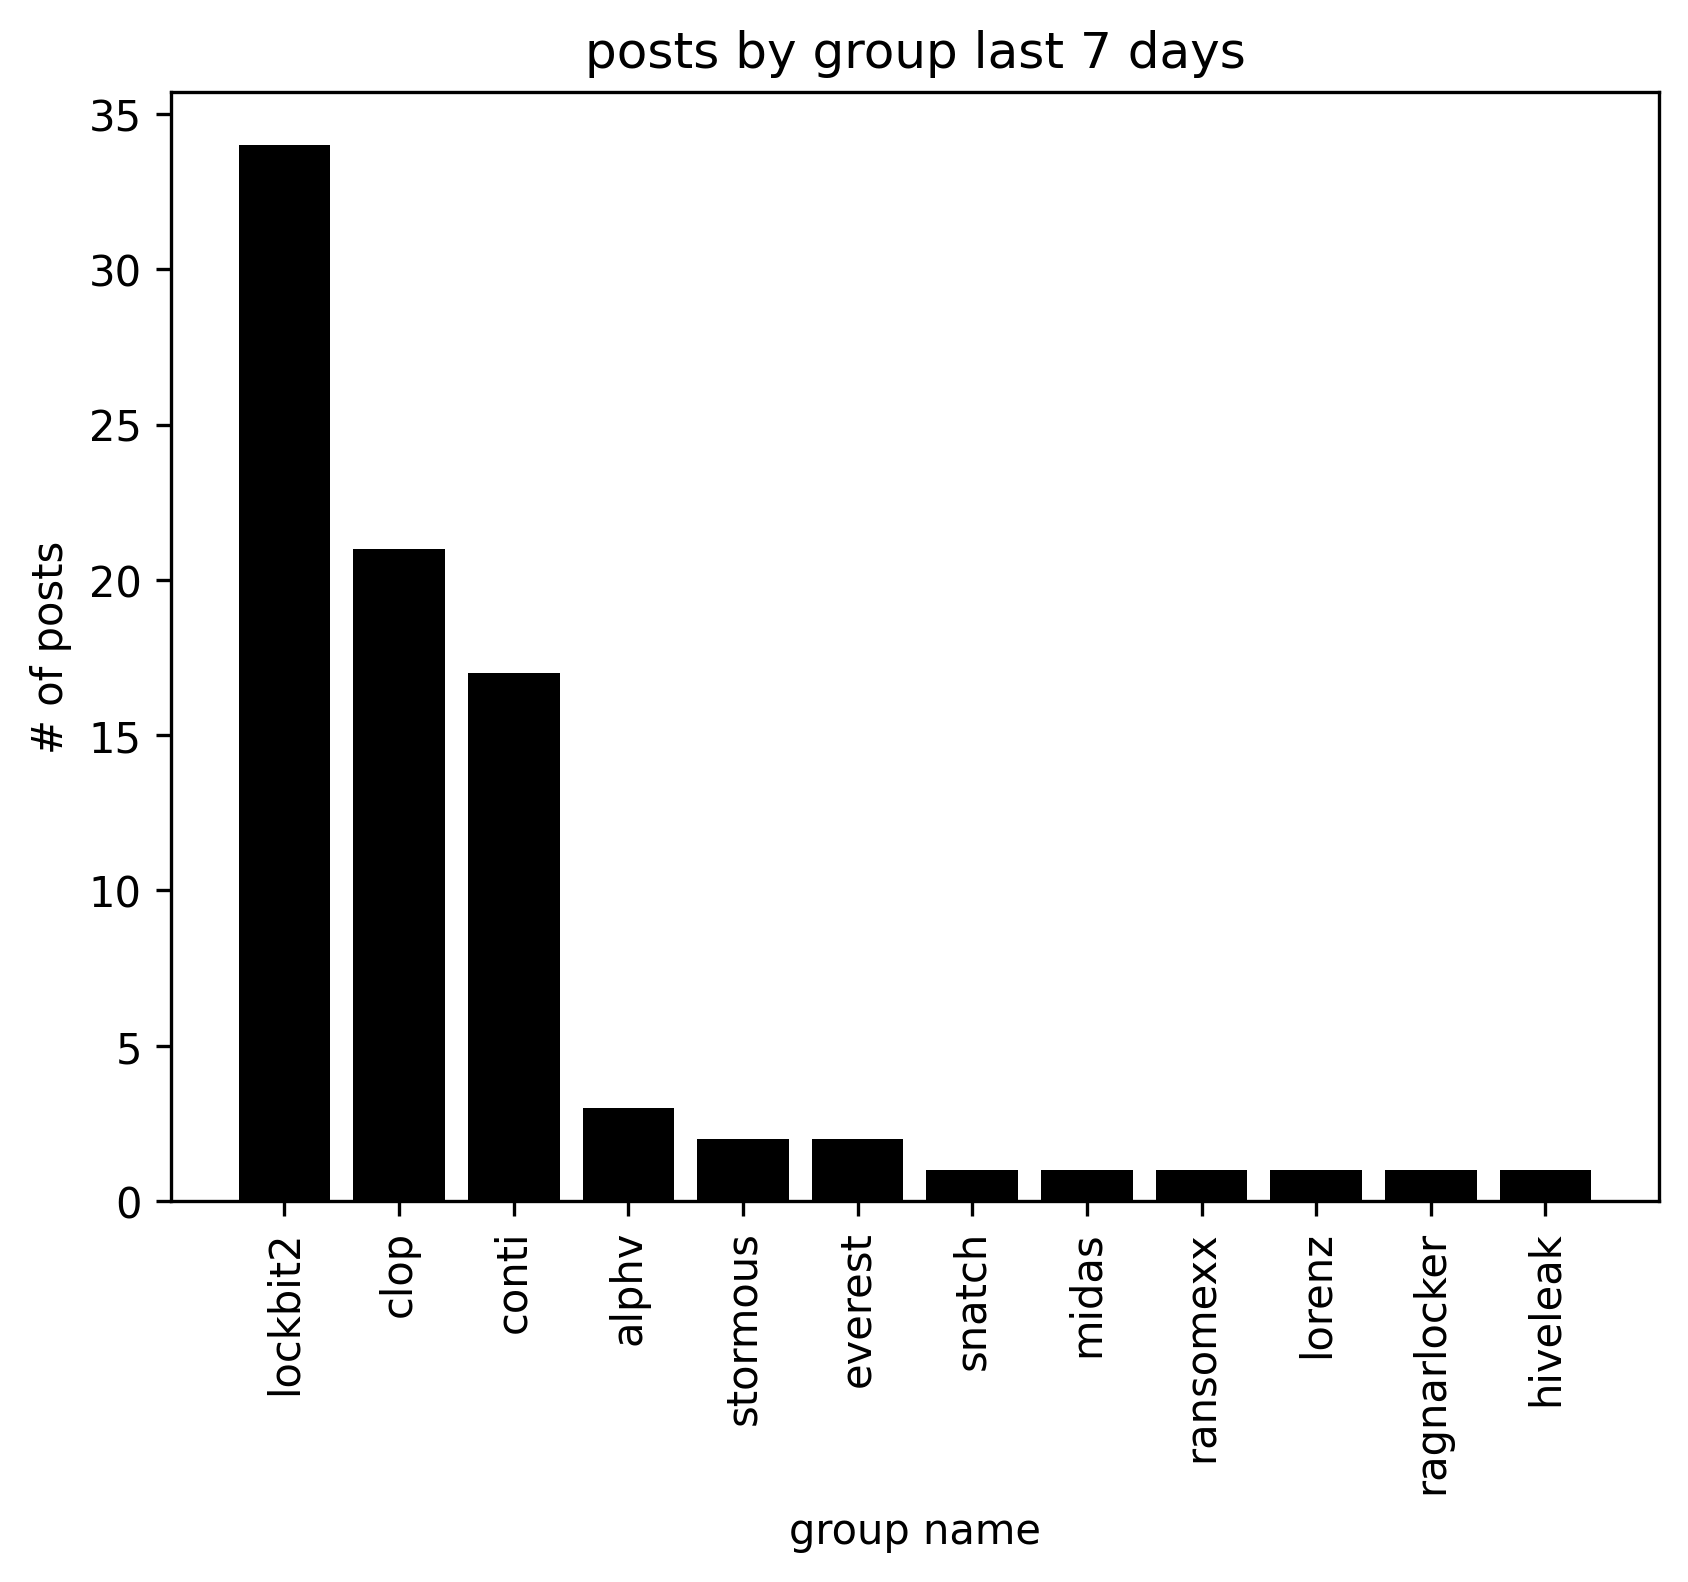 posts by group last 7 days
# of posts
35
30
25
20
15
10
5
0
lockbit2
clop
conti
alphv
stormous
everest
snatch
midas
ransomexx
lorenz
ragnarlocker
hiveleak
group name